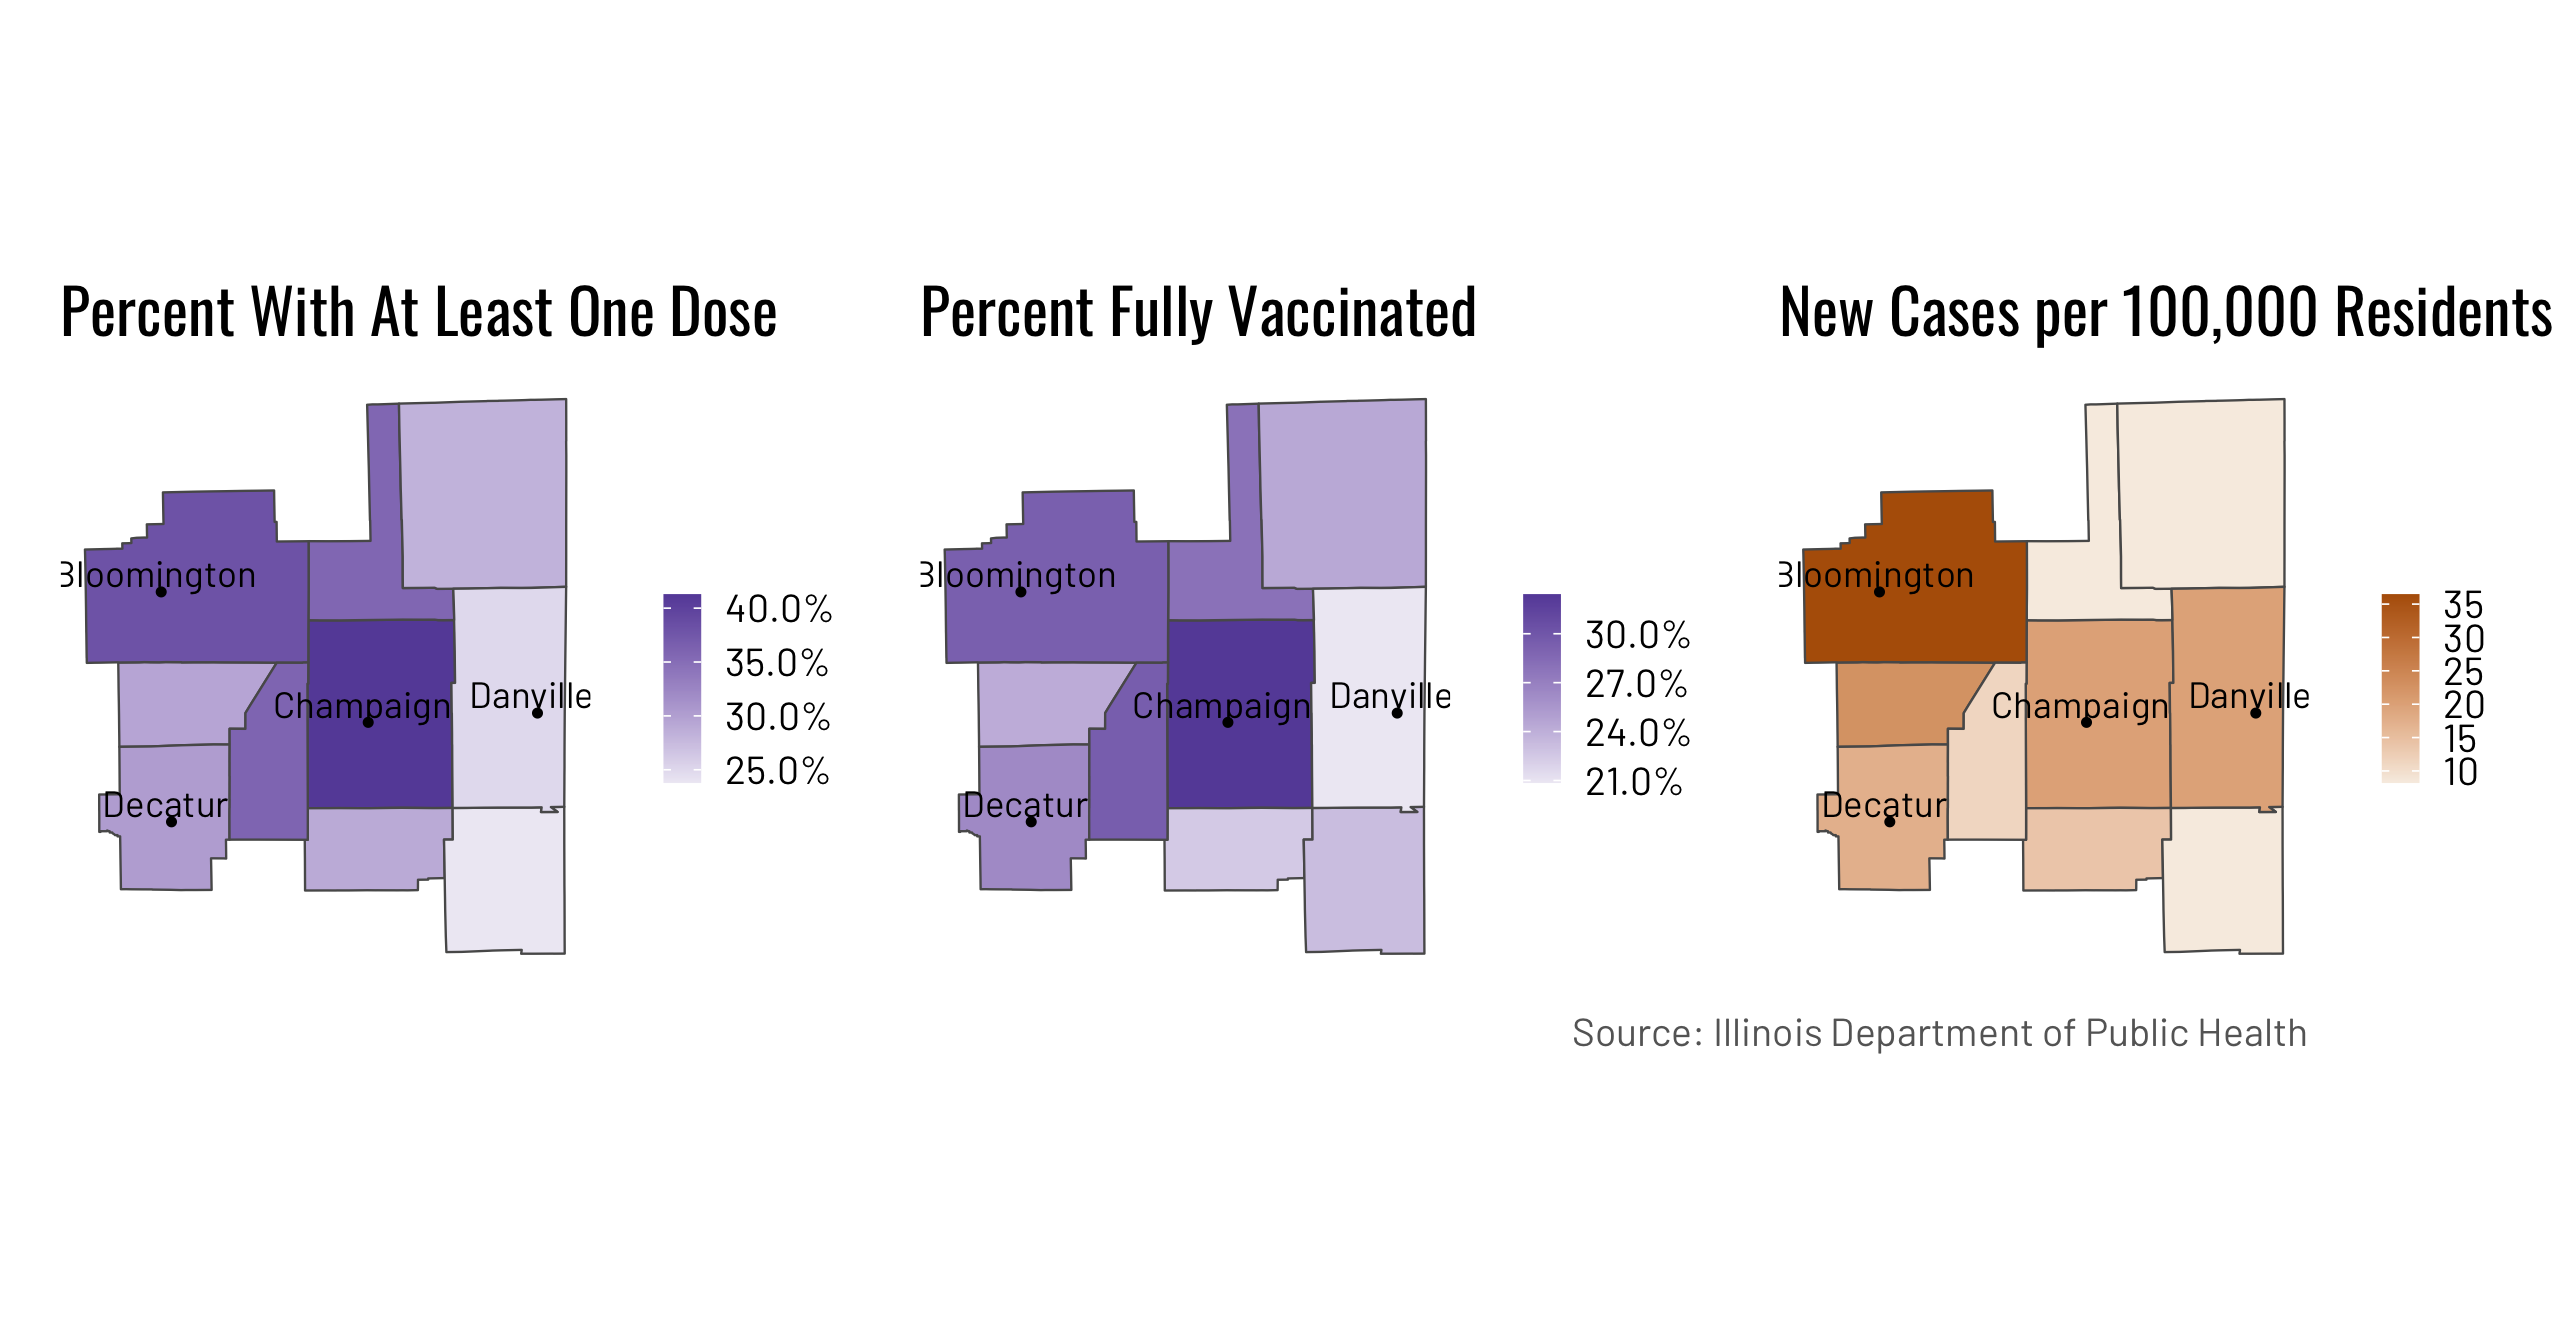 Percent With At Least One Dose
Bloomington
Champaign
Danville
Decatur
40.0%
35.0%
30.0%
25.0%
Percent Fully Vaccinated
Bloomington
Champaign
Danville
Decatur
30.0%
27.0%
24.0%
21.0%
New Cases per 100,000 Residents
Bloomington
Champaign
Danville
Decatur
35
30
25
20
15
10
Source: Illinois Department of Public Health